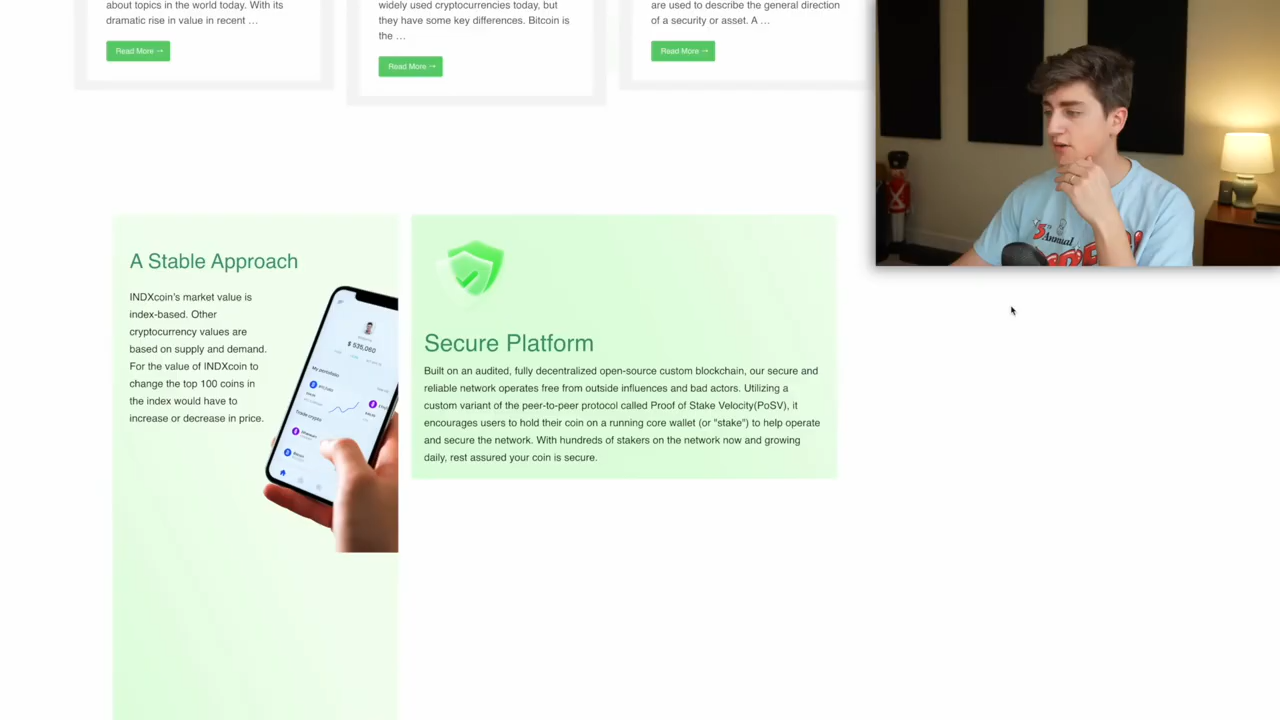 about topics in the world today. With its
dramatic rise in value in recent …
Read More →
widely used cryptocurrencies today, but
they have some key differences. Bitcoin is
the …
Read More →
are used to describe the general direction
of a security or asset. A …
Read More →
A Stable Approach
INDXcoin's market value is
index-based. Other
cryptocurrency values are
based on supply and demand.
For the value of INDXcoin to
change the top 100 coins in
the index would have to
increase or decrease in price.
$ 535,060
Secure Platform
Built on an audited, fully decentralized open-source custom blockchain, our secure and
reliable network operates free from outside influences and bad actors. Utilizing a
custom variant of the peer-to-peer protocol called Proof of Stake Velocity(PoSV), it
encourages users to hold their coin on a running core wallet (or "stake") to help operate
and secure the network. With hundreds of stakers on the network now and growing
daily, rest assured your coin is secure.
Annual